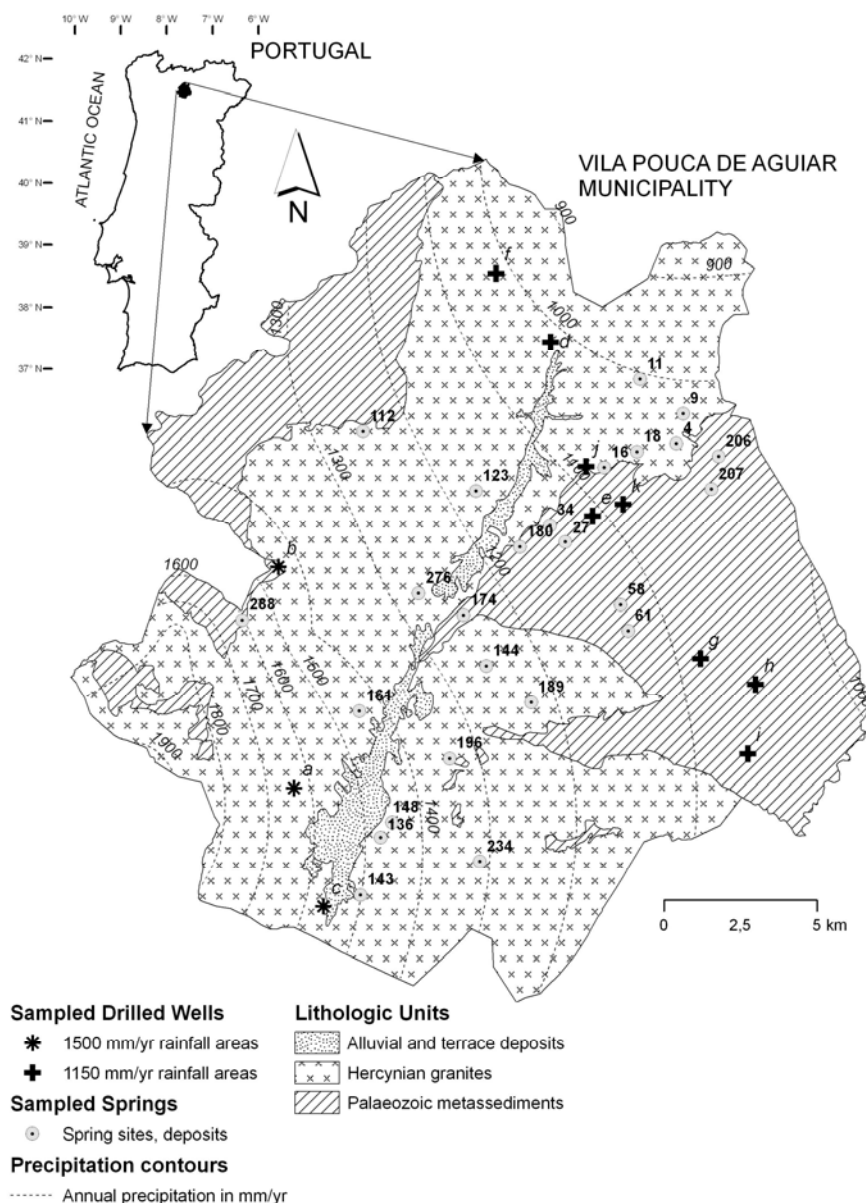 10° W 9° W 8° W 7° W 6° W
PORTUGAL
42° N
41° N
40° N
39° N
38° N
37° N
ATLANTIC OCEAN
N
VILA POUCA DE AGUIAR
MUNICIPALITY
900
900
f
1000
1300
d
11
9
4
112
18
206
16
j
1300
207
123
k
e
34
180
27
1200
b
1600
276
58
174
288
61
144
g
1600
1600
h
189
161
1700
1800
i
196
1900
a
148
1400
136
234
143
c
0 2,5 5 km
Sampled Drilled Wells
1500 mm/yr rainfall areas
1150 mm/yr rainfall areas
Sampled Springs
Spring sites, deposits
Precipitation contours
Annual precipitation in mm/yr
Lithologic Units
Alluvial and terrace deposits
Hercynian granites
Palaeozoic metassediments